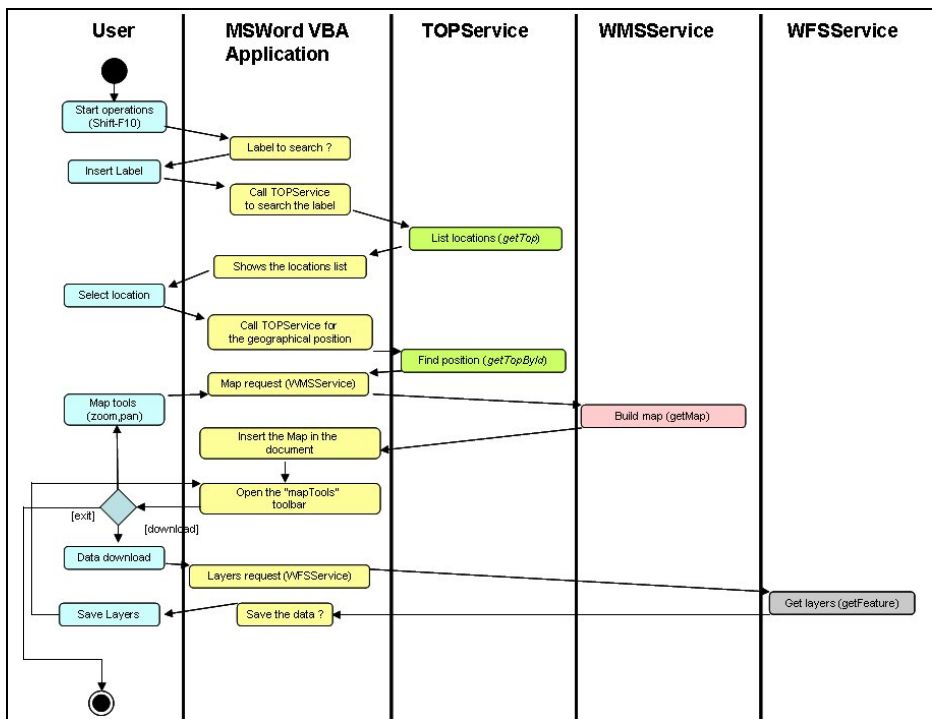 User
MSWord VBA
Application
TOPService
WMSService
WFSService
Start operations
(Shift-F10)
Label to search ?
Insert Label
Call TOPService
to search the label
List locations (getTop)
Shows the locations list
Select location
Call TOPService for
the geographical position
Find position (getTopById)
Map request (WMSService)
Map tools
(zoom,pan)
Build map (getMap)
Insert the Map in the
document
Open the "mapTools"
toolbar
[exit]
[download]
Data download
Layers request (WFSService)
Get layers (getFeature)
Save Layers
Save the data ?